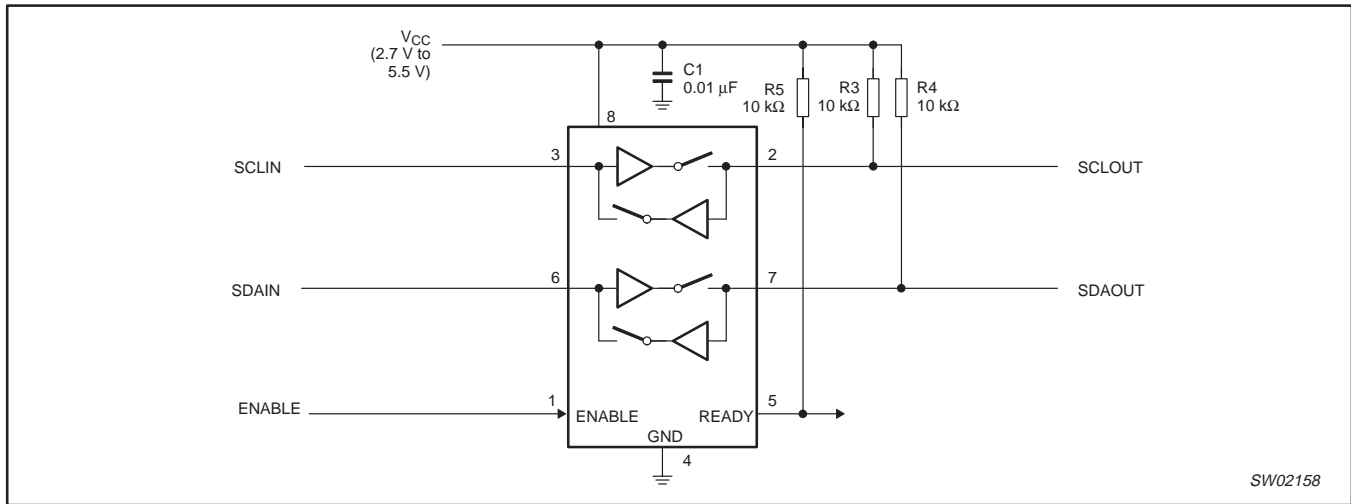 VCC
(2.7 V to
5.5 V)
C1
0.01 μF
R5
10 kΩ
R3
10 kΩ
R4
10 kΩ
8
SCLIN
3
2
SCLOUT
SDAIN
6
7
SDAOUT
ENABLE
1
ENABLE
READY
5
GND
4
SW02158